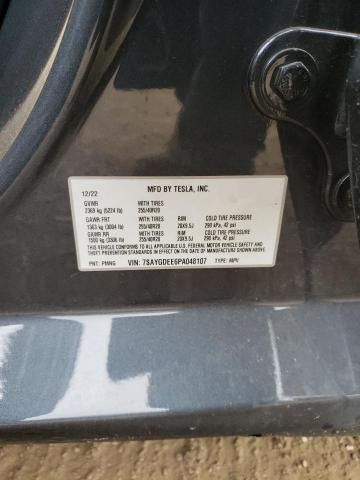 12/22 MFD BY TESLA, INC.
GVWR WITH TIRES
2369 kg (5224 lb) 255/40R20
GAWR FRT WITH TIRES RIM COLD TIRE PRESSURE
1363 kg (3004 lb) 255/40R20 20X9.5J 290 kPa, 42 psi
GAWR RR WITH TIRES RIM COLD TIRE PRESSURE
255/40R20 20X9.5J 290 kPa, 42 psi
THIS VEHICLE CONFORMS TO ALL APPLICABLE U.S. FEDERAL MOTOR VEHICLE SAFETY, BUMPER, AND
THEFT PREVENTION STANDARDS IN EFFECT ON THE DATE OF MANUFACTURE SHOWN ABOVE.
PNT: PMNG VIN: 7SAYGDEE6PA048107 TYPE: MPV